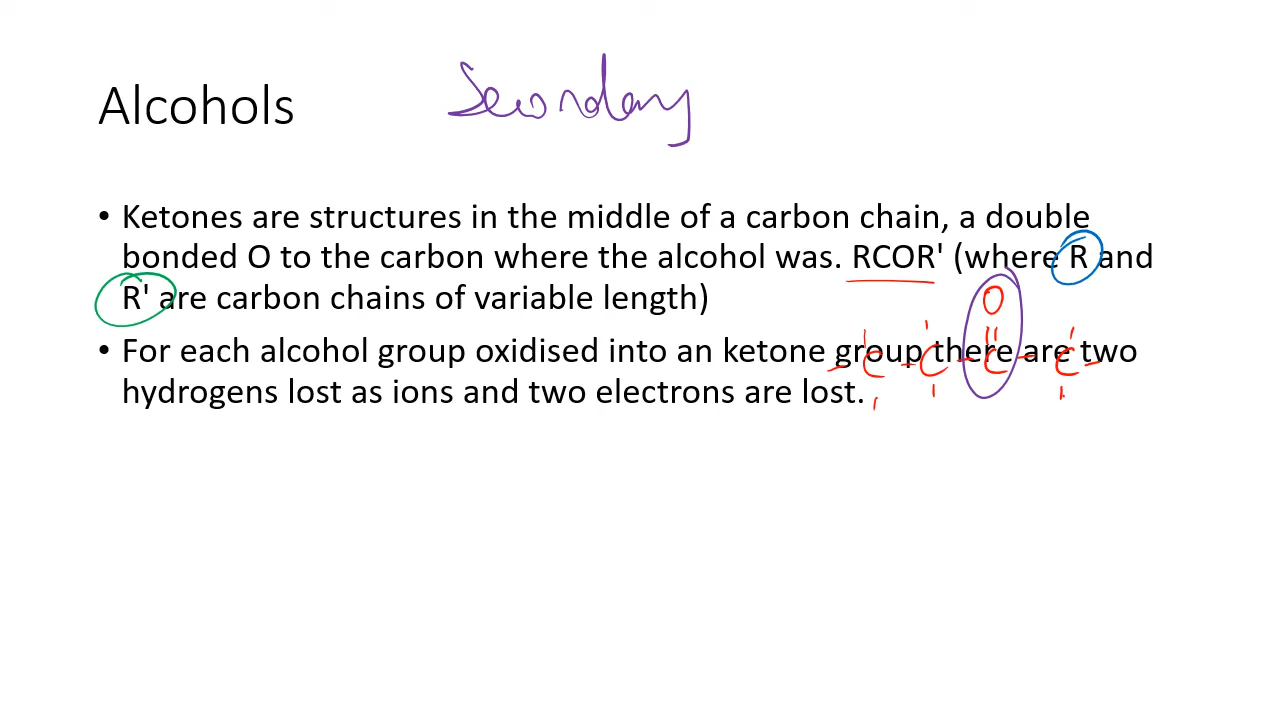 Alcohols Secondary
• Ketones are structures in the middle of a carbon chain, a double
bonded O to the carbon where the alcohol was. RCOR' (where R and
R' are carbon chains of variable length)
O
• For each alcohol group oxidised into an ketone group there are two
C C C C
hydrogens lost as ions and two electrons are lost.